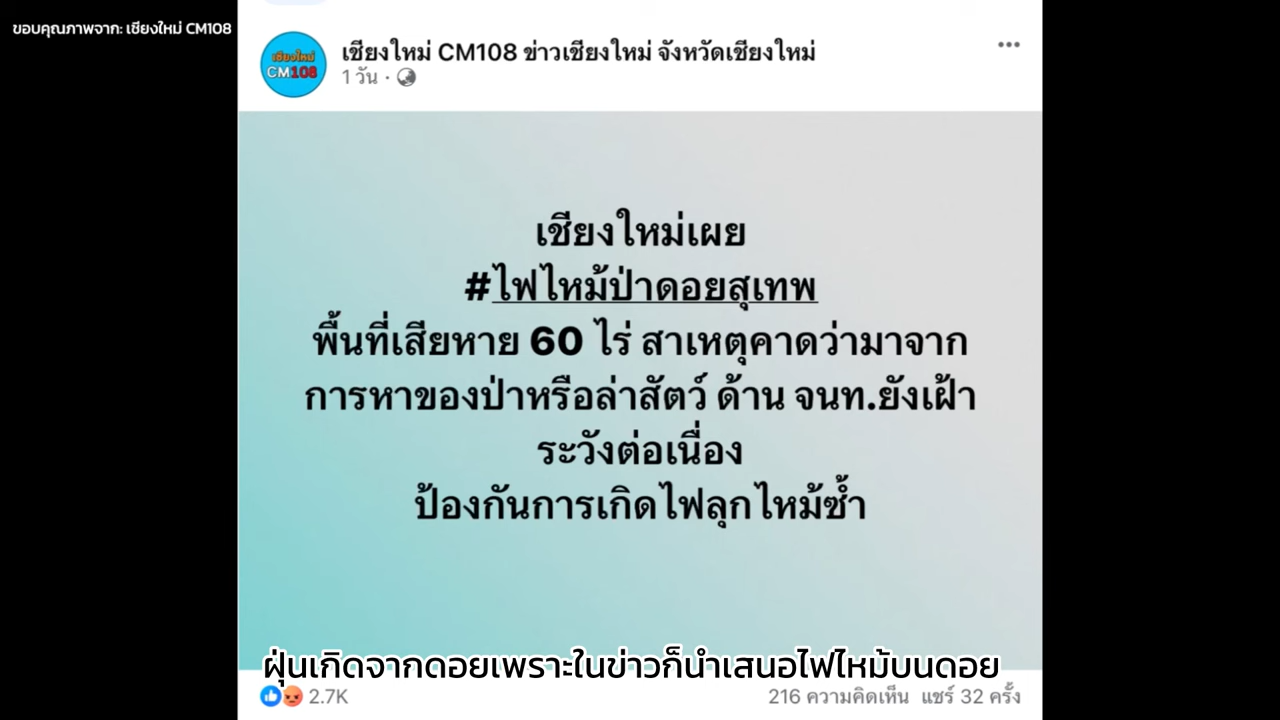 ขอบคุณภาพจาก: เชียงใหม่ CM108
เชียงใหม่
CM108
เชียงใหม่ CM108 ข่าวเชียงใหม่ จังหวัดเชียงใหม่
1 วัน ·
เชียงใหม่เผย
#ไฟไหม้ป่าดอยสุเทพ
พื้นที่เสียหาย 60 ไร่ สาเหตุคาดว่ามาจาก
การหาของป่าหรือล่าสัตว์ ด้าน จนท.ยังเฝ้า
ระวังต่อเนื่อง
ป้องกันการเกิดไฟลุกไหม้ซ้ำ
ฝุ่นเกิดจากดอยเพราะในข่าวก็นำเสนอไฟไหม้บนดอย
2.7K 216 ความคิดเห็น แชร์ 32 ครั้ง